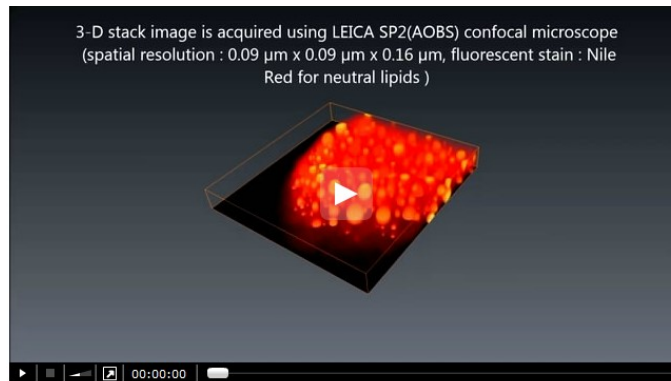 3-D stack image is acquired using LEICA SP2(AOBS) confocal microscope
(spatial resolution : 0.09 μm x 0.09 μm x 0.16 μm, fluorescent stain : Nile
Red for neutral lipids )
00:00:00